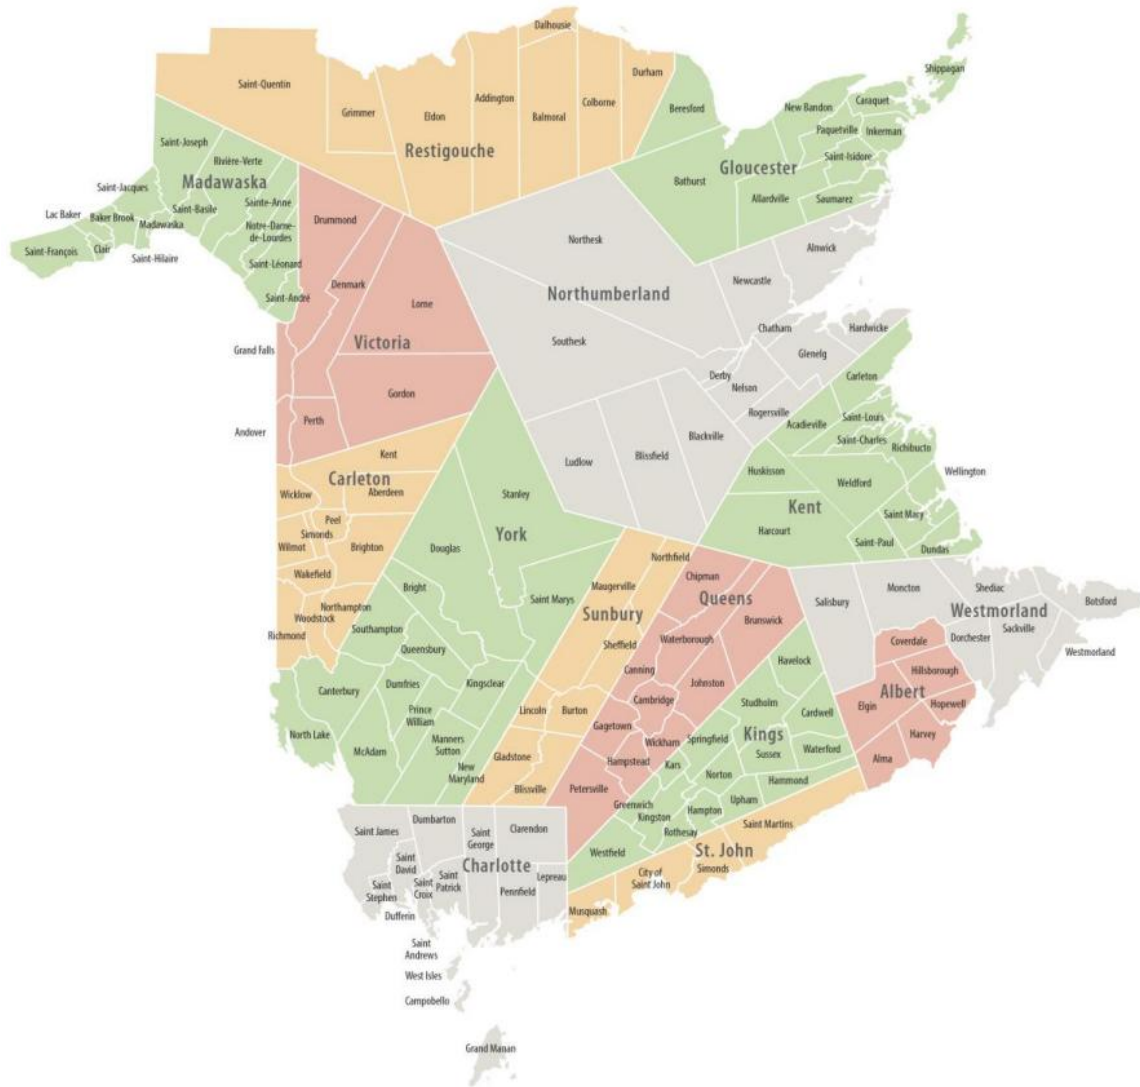 Dalhousie
Saint-Quentin
Grimmer
Eldon
Addington
Balmoral
Colborne
Durham
Restigouche
Shippagan
Beresford
New Bandon
Caraquet
Paquetville
Inkerman
Saint-Isidore
Gloucester
Bathurst
Allardville
Saumarez
Saint-Joseph
Rivière-Verte
Madawaska
Saint-Jacques
Lac Baker
Baker Brook
Saint-Basile
Sainte-Anne
Madawaska
Notre-Dame-
de-Lourdes
Saint-François
Clair
Saint-Hilaire
Saint-Léonard
Saint-André
Drummond
Denmark
Lorne
Victoria
Grand Falls
Gordon
Andover
Perth
Northesk
Alnwick
Newcastle
Northumberland
Southesk
Chatham
Hardwicke
Glenelg
Derby
Nelson
Rogersville
Blackville
Ludlow
Blissfield
Carleton
Acadieville
Saint-Louis
Saint-Charles
Richibucto
Huskisson
Weldford
Wellington
Kent
Harcourt
Saint Mary
Saint-Paul
Dundas
Kent
Carleton
Wicklow
Aberdeen
Peel
Simonds
Wilmot
Brighton
Wakefield
Northampton
Woodstock
Richmond
Stanley
York
Douglas
Bright
Saint Marys
Southampton
Queensbury
Canterbury
Dumfries
Kingsclear
Prince
William
North Lake
McAdam
Manners
Sutton
New
Maryland
Northfield
Maugerville
Sunbury
Sheffield
Lincoln
Burton
Gladstone
Blissville
Chipman
Queens
Brunswick
Waterborough
Canning
Johnston
Cambridge
Gagetown
Wickham
Hampstead
Petersville
Havelock
Studholm
Cardwell
Springfield
Kings
Sussex
Waterford
Kars
Norton
Hammond
Greenwich
Kingston
Hampton
Upham
Rothesay
Westfield
Salisbury
Moncton
Shediac
Botsford
Westmorland
Dorchester
Sackville
Westmorland
Coverdale
Hillsborough
Albert
Elgin
Hopewell
Harvey
Alma
Saint Martins
St. John
Simonds
City of
Saint John
Musquash
Dumbarton
Saint James
Saint
George
Clarendon
Saint
David
Charlotte
Lepreau
Saint
Stephen
Saint
Croix
Saint
Patrick
Pennfield
Dufferin
Saint
Andrews
West Isles
Campobello
Grand Manan